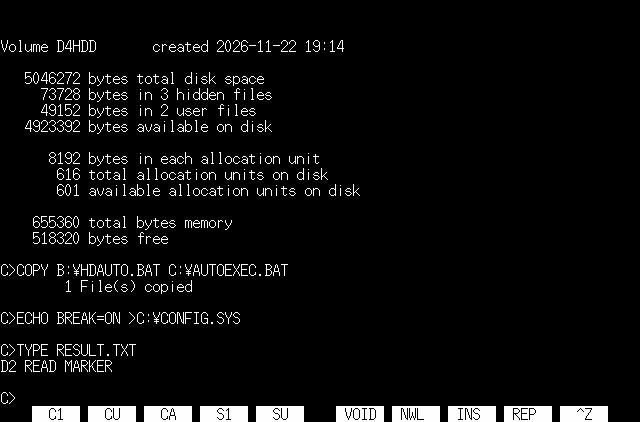 Volume D4HDD       created 2026-11-22 19:14
5046272 bytes total disk space
73728 bytes in 3 hidden files
49152 bytes in 2 user files
4923392 bytes available on disk
8192 bytes in each allocation unit
616 total allocation units on disk
601 available allocation units on disk
655360 total bytes memory
518320 bytes free
C>COPY B:¥HDAUTO.BAT C:¥AUTOEXEC.BAT
1 File(s) copied
C>ECHO BREAK=ON >C:¥CONFIG.SYS
C>TYPE RESULT.TXT
D2 READ MARKER
C>
C1 CU CA S1 SU VOID NWL INS REP ^Z